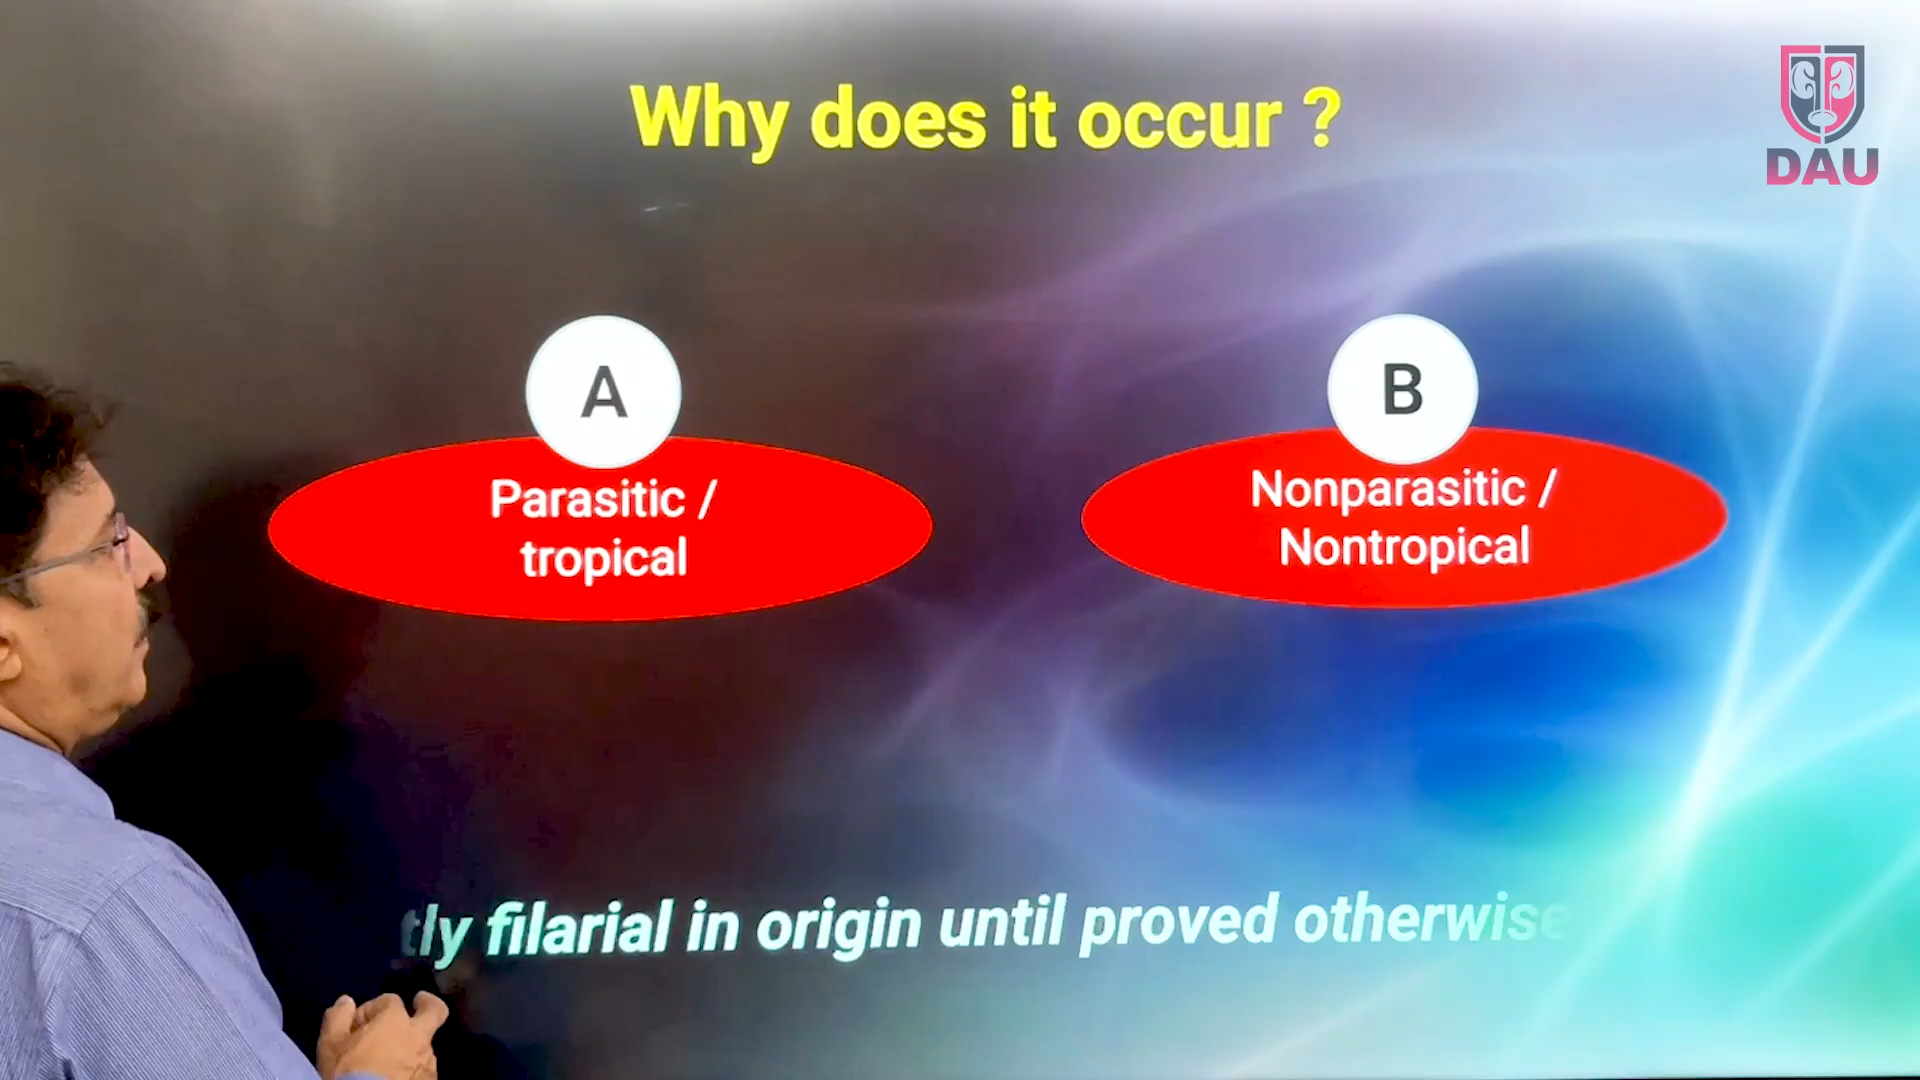 Why does it occur ?
DAU
A
Parasitic /
tropical
B
Nonparasitic /
Nontropical
filarial in origin until proved otherwise